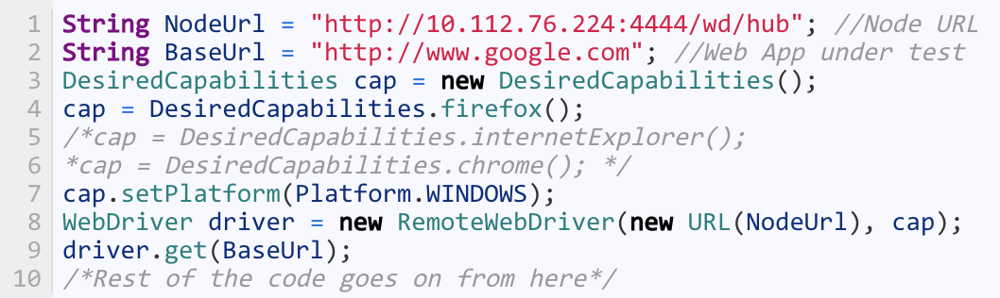 1 String NodeUrl = "http://10.112.76.224:4444/wd/hub"; //Node URL
2 String BaseUrl = "http://www.google.com"; //Web App under test
3 DesiredCapabilities cap = new DesiredCapabilities();
4 cap = DesiredCapabilities.firefox();
5 /*cap = DesiredCapabilities.internetExplorer();
6 *cap = DesiredCapabilities.chrome(); */
7 cap.setPlatform(Platform.WINDOWS);
8 WebDriver driver = new RemoteWebDriver(new URL(NodeUrl), cap);
9 driver.get(BaseUrl);
10 /*Rest of the code goes on from here*/